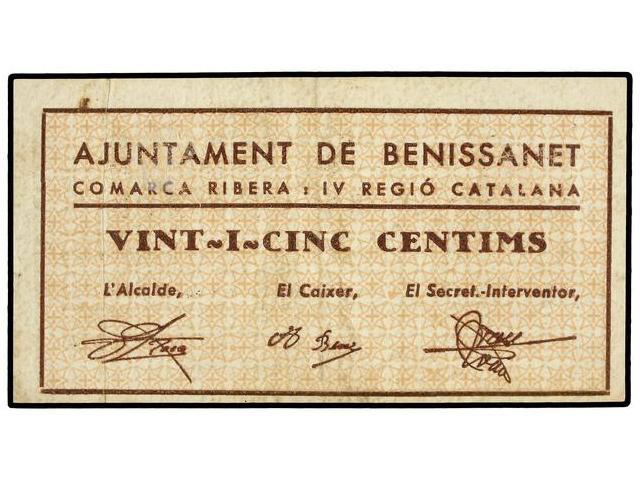 AJUNTAMENT DE BENISSANET
COMARCA RIBERA : IV REGIÓ CATALANA
VINT~I~CINC CENTIMS
L'Alcalde, El Caixer, El Secret.-Interventor,